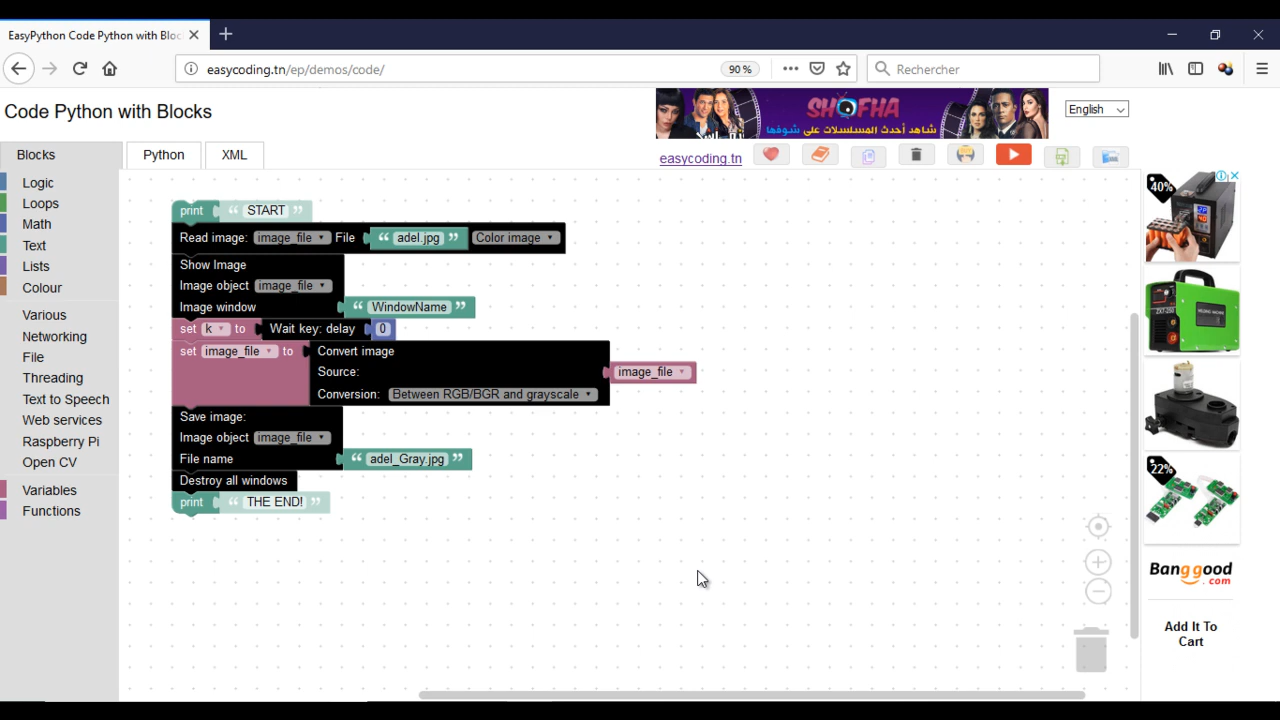 EasyPython Code Python with Bloc
easycoding.tn/ep/demos/code/
90 %
Rechercher
Code Python with Blocks
SHOFHA
شاهد أحدث المسلسلات على شوفها
English
Blocks
Python
XML
easycoding.tn
Logic
Loops
Math
Text
Lists
Colour
Various
Networking
File
Threading
Text to Speech
Web services
Raspberry Pi
Open CV
Variables
Functions
print “ START ”
Read image: image_file File “ adel.jpg ” Color image
Show Image
Image object image_file
Image window “ WindowName ”
set k to Wait key: delay 0
set image_file to Convert image
Source: image_file
Conversion: Between RGB/BGR and grayscale
Save image:
Image object image_file
File name “ adel_Gray.jpg ”
Destroy all windows
print “ THE END! ”
40%
22%
Banggood
.com
Add It To
Cart